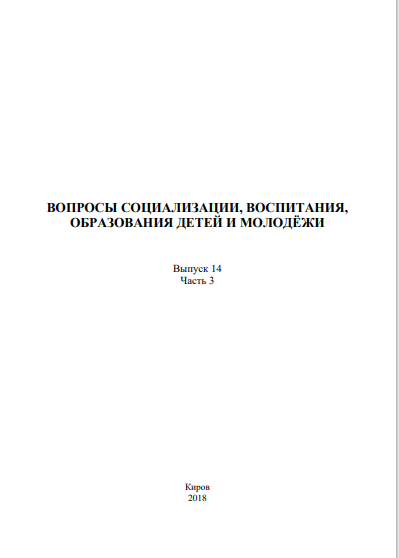 ВОПРОСЫ СОЦИАЛИЗАЦИИ, ВОСПИТАНИЯ,
ОБРАЗОВАНИЯ ДЕТЕЙ И МОЛОДЁЖИ
Выпуск 14
Часть 3
Киров
2018